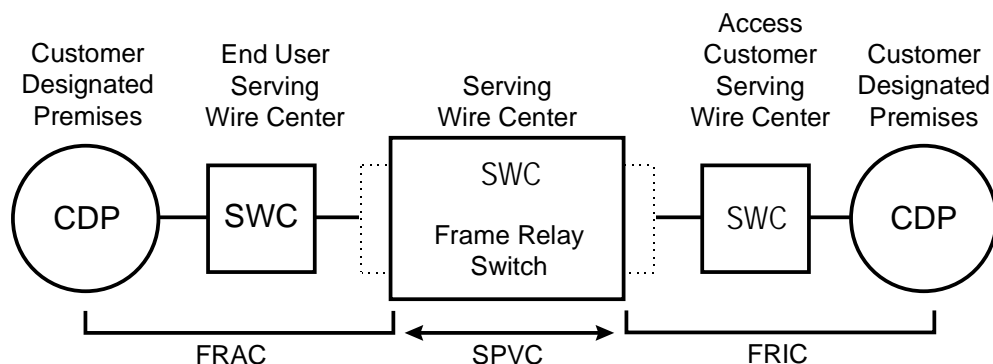 Customer
Designated
Premises
End User
Serving
Wire Center
Serving
Wire Center
Access
Customer
Serving
Wire Center
Customer
Designated
Premises
CDP
SWC
SWC
Frame Relay
Switch
SWC
CDP
FRAC
SPVC
FRIC